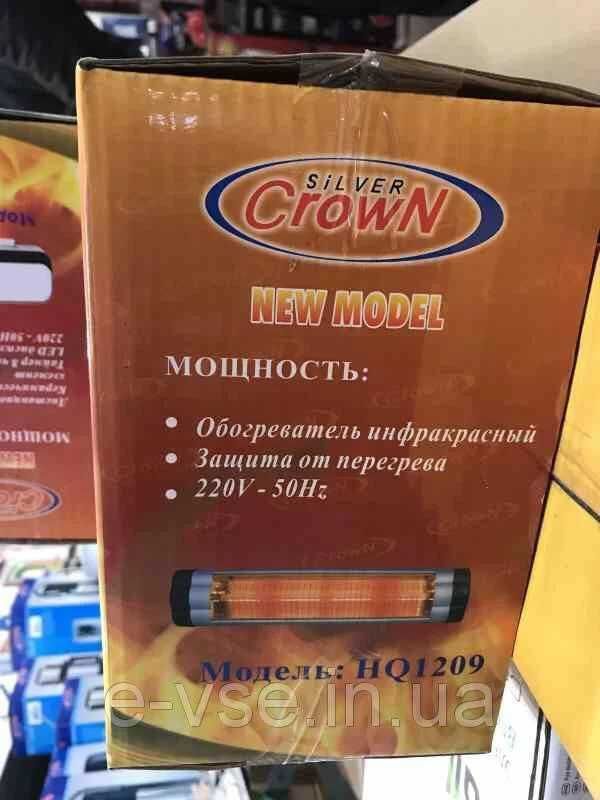 SiLVER
CrowN
NEW MODEL
МОЩНОСТЬ:
• Обогреватель инфракрасный
• Защита от перегрева
• 220V - 50Hz
Модель: HQ1209
e-vse.in.ua